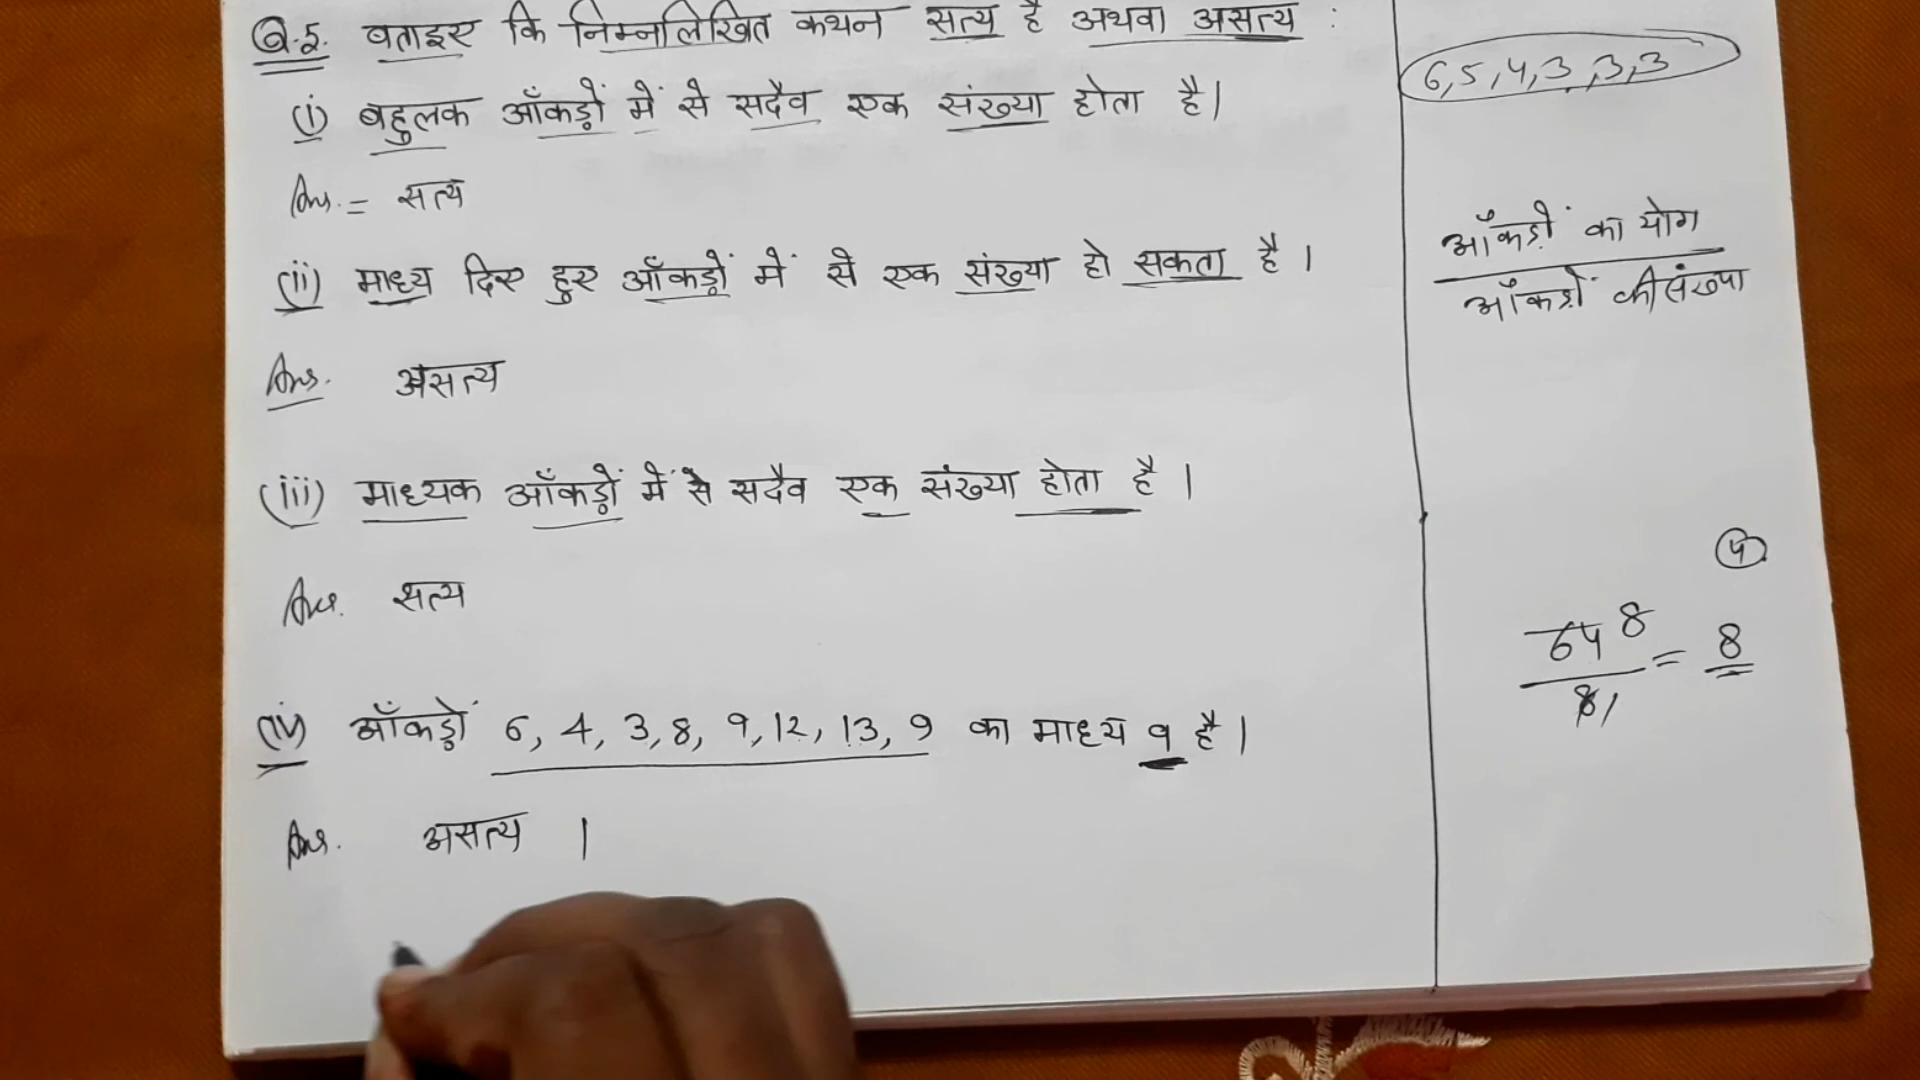 Q.5. बताइए कि निम्नलिखित कथन सत्य है अथवा असत्य :
(i) बहुलक आँकड़ों में से सदैव एक संख्या होता है।
Ans. = सत्य
(ii) माध्य दिए हुए आँकड़ों में से एक संख्या हो सकता है ।
Ans. असत्य
(iii) माध्यक आँकड़ों में से सदैव एक संख्या होता है ।
Ans. सत्य
(iv) आँकड़ों 6, 4, 3, 8, 9, 12, 13, 9 का माध्य 9 है ।
Ans. असत्य ।
6, 5, 4, 3, 3, 3
आँकड़ों का योग
आँकड़ों की संख्या
64 8
= 8
8 1